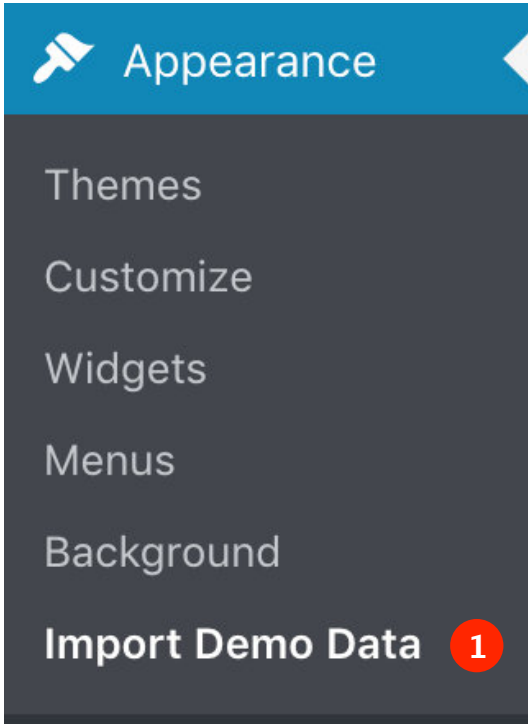 Appearance
Themes
Customize
Widgets
Menus
Background
Import Demo Data 1